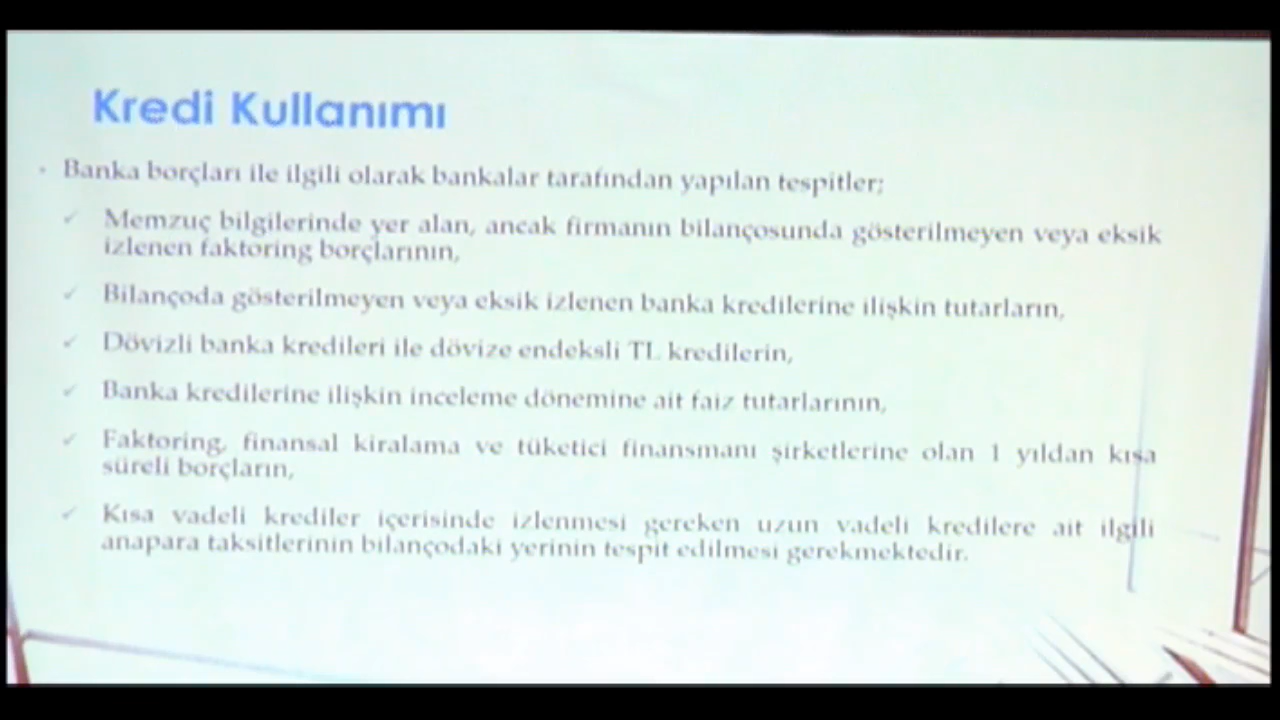 Kredi Kullanımı
Banka borçları ile ilgili olarak bankalar tarafından yapılan tespitler;
Memzuç bilgilerinde yer alan, ancak firmanın bilançosunda gösterilmeyen veya eksik
izlenen faktoring borçlarının,
Bilançoda gösterilmeyen veya eksik izlenen banka kredilerine ilişkin tutarların,
Dövizli banka kredileri ile dövize endeksli TL kredilerin,
Banka kredilerine ilişkin inceleme dönemine ait faiz tutarlarının,
Faktoring, finansal kiralama ve tüketici finansmanı şirketlerine olan 1 yıldan kısa
süreli borçların,
Kısa vadeli krediler içerisinde izlenmesi gereken uzun vadeli kredilere ait ilgili
anapara taksitlerinin bilançodaki yerinin tespit edilmesi gerekmektedir.